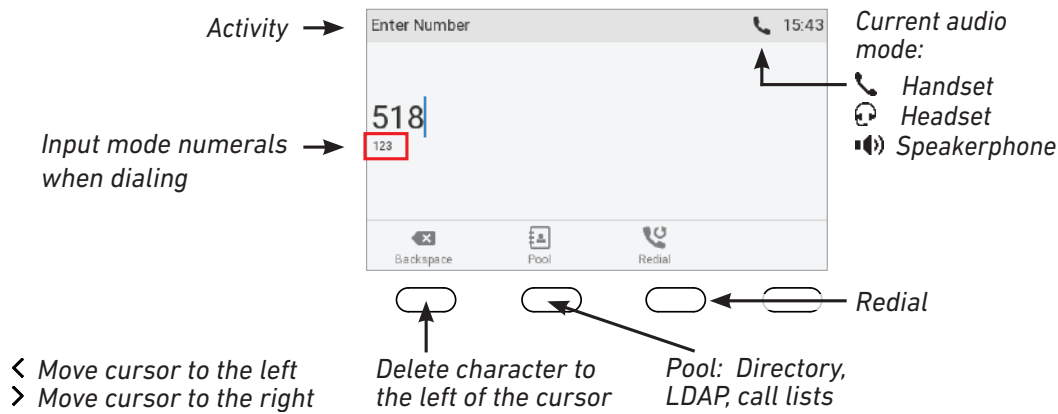 Activity
Enter Number
15:43
Current audio
mode:
Handset
Headset
Speakerphone
518
123
Input mode numerals
when dialing
Backspace
Pool
Redial
Redial
< Move cursor to the left
> Move cursor to the right
Delete character to
the left of the cursor
Pool: Directory,
LDAP, call lists